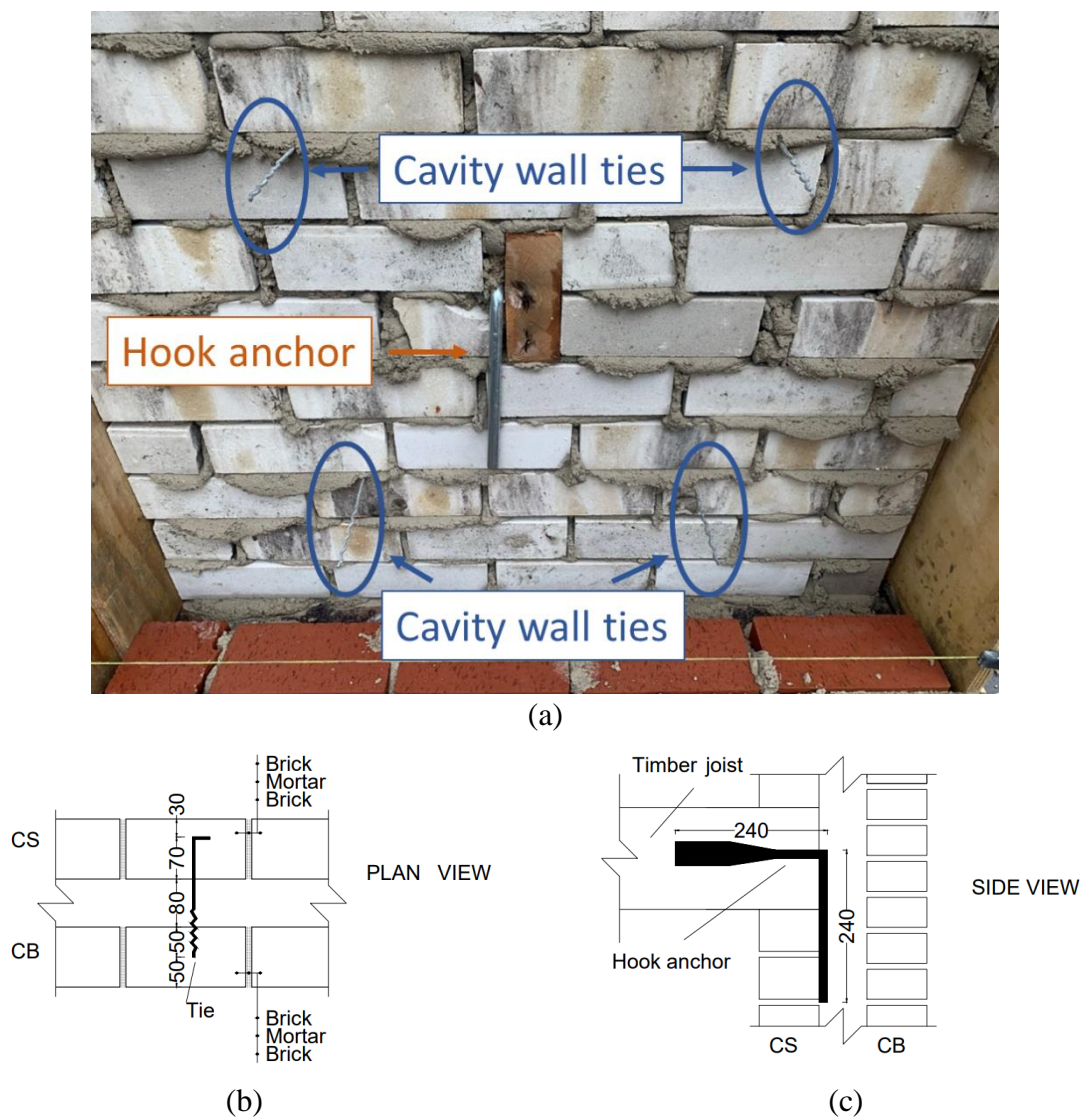 Cavity wall ties
Hook anchor
Cavity wall ties
(a)
Brick
Mortar
Brick
30
CS
70
PLAN VIEW
80
CB
50
50
Tie
Brick
Mortar
Brick
(b)
Timber joist
240
SIDE VIEW
240
Hook anchor
CS
CB
(c)